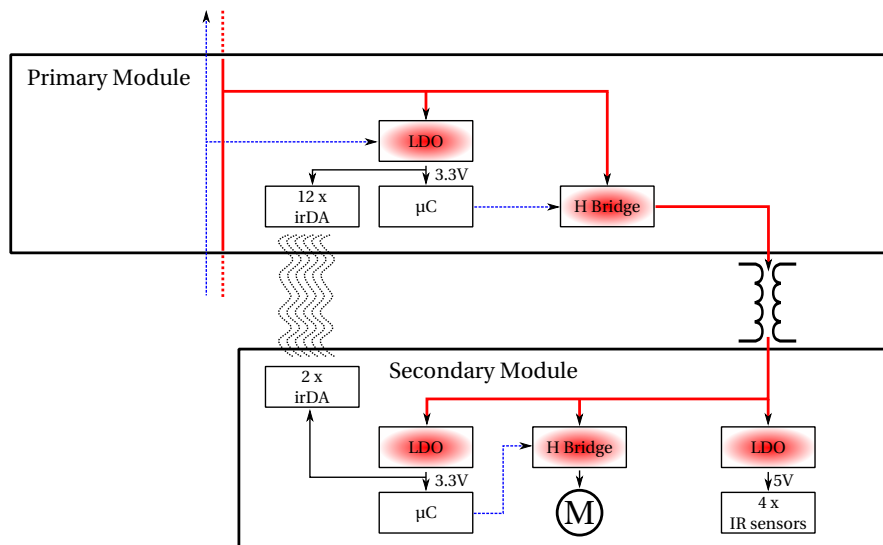 Primary Module
LDO
3.3V
12 x
irDA
µC
H Bridge
Secondary Module
2 x
irDA
LDO
H Bridge
LDO
3.3V
5V
µC
M
4 x
IR sensors